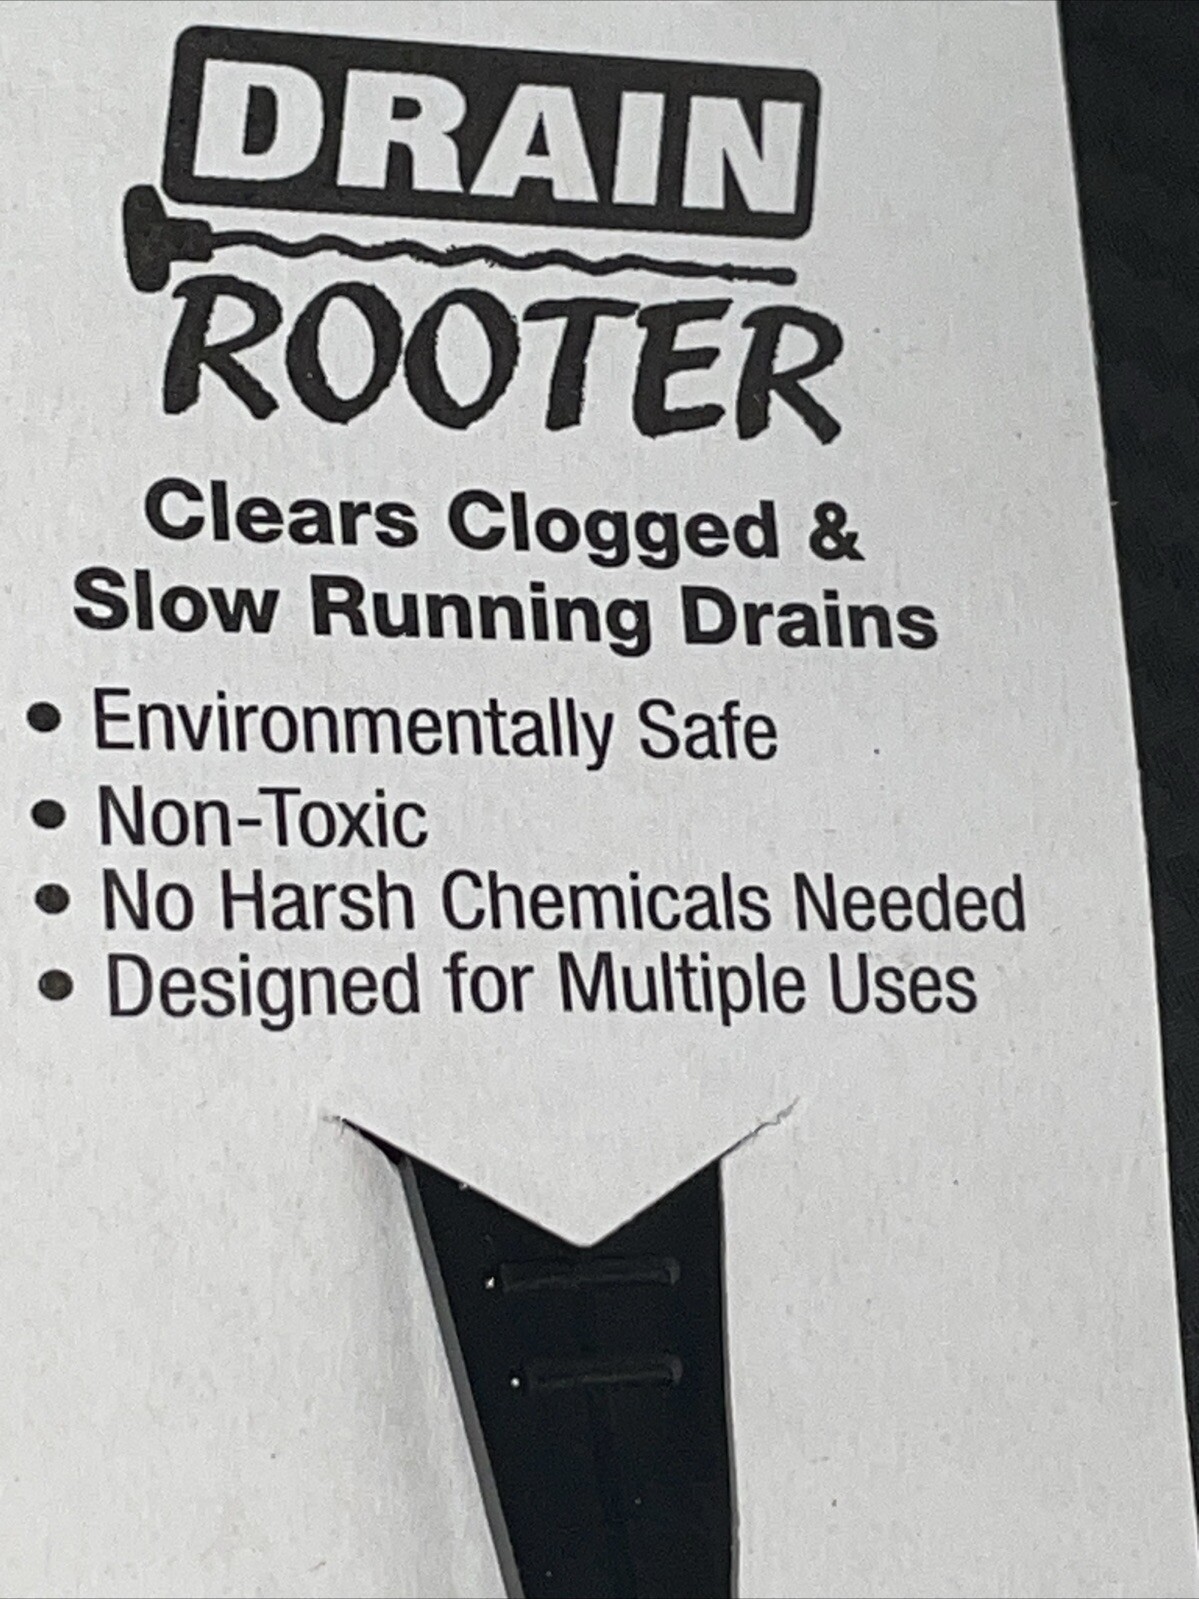 DRAIN
ROOTER
Clears Clogged &
Slow Running Drains
• Environmentally Safe
• Non-Toxic
• No Harsh Chemicals Needed
• Designed for Multiple Uses